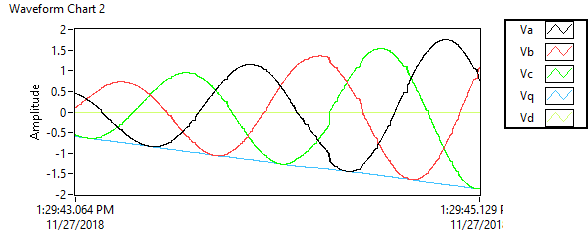 Waveform Chart 2
Amplitude
2
1.5
1
0.5
0
-0.5
-1
-1.5
-2
1:29:43.064 PM
11/27/2018
1:29:45.129 P
11/27/2018
Va
Vb
Vc
Vq
Vd